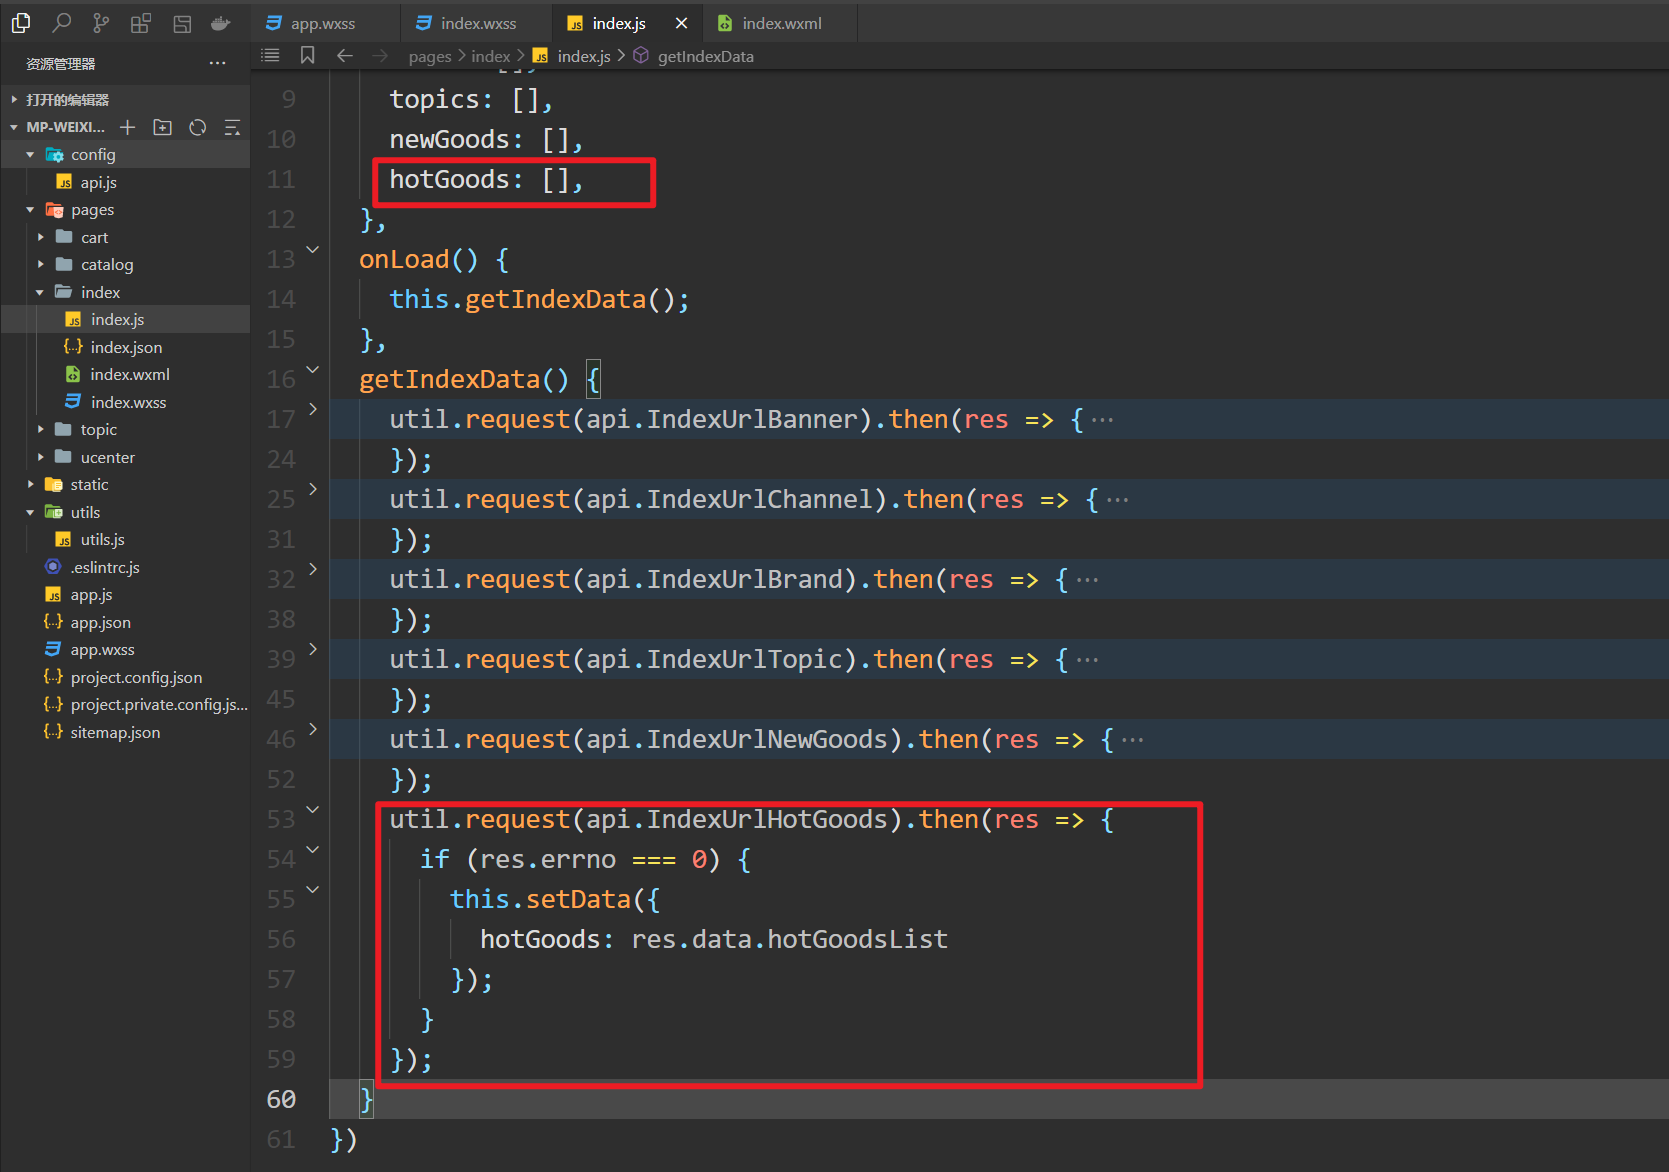 app.wxss
index.wxss
index.js
index.wxml
资源管理器
pages > index > index.js > getIndexData
打开的编辑器
MP-WEIXI...
config
api.js
pages
cart
catalog
index
index.js
index.json
index.wxml
index.wxss
topic
ucenter
static
utils
utils.js
.eslintrc.js
app.js
app.json
app.wxss
project.config.json
project.private.config.js...
sitemap.json
9 topics: [],
10 newGoods: [],
11 hotGoods: [],
12 },
13 onLoad() {
14 this.getIndexData();
15 },
16 getIndexData() {
17 util.request(api.IndexUrlBanner).then(res => {···
24 });
25 util.request(api.IndexUrlChannel).then(res => {···
31 });
32 util.request(api.IndexUrlBrand).then(res => {···
38 });
39 util.request(api.IndexUrlTopic).then(res => {···
45 });
46 util.request(api.IndexUrlNewGoods).then(res => {···
52 });
53 util.request(api.IndexUrlHotGoods).then(res => {
54 if (res.errno === 0) {
55 this.setData({
56 hotGoods: res.data.hotGoodsList
57 });
58 }
59 });
60 }
61 })